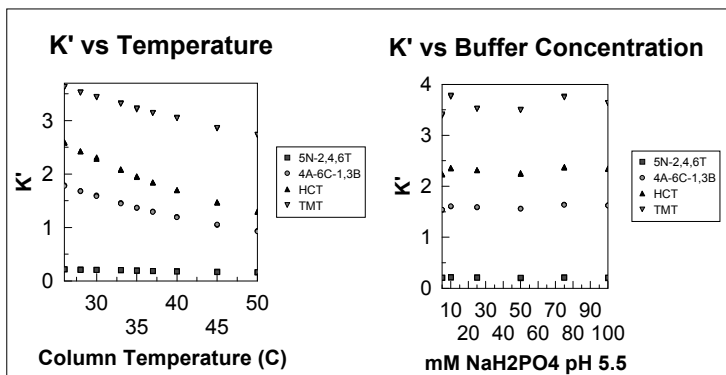 K' vs Temperature
K'
3
2
1
0
30
40
50
35
45
Column Temperature (C)
5N-2,4,6T
4A-6C-1,3B
HCT
TMT
K' vs Buffer Concentration
K'
4
3
2
1
0
10
30
50
70
90
20
40
60
80
100
mM NaH2PO4 pH 5.5
5N-2,4,6T
4A-6C-1,3B
HCT
TMT